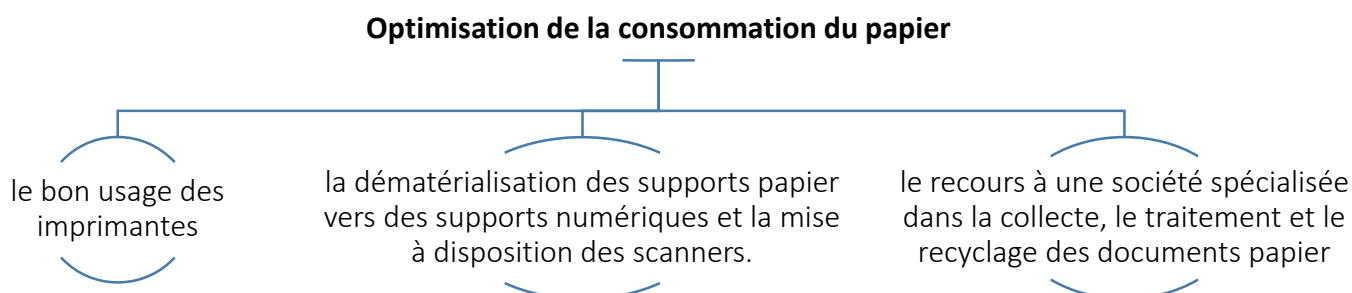 Optimisation de la consommation du papier
le bon usage des
imprimantes
la dématérialisation des supports papier
vers des supports numériques et la mise
à disposition des scanners.
le recours à une société spécialisée
dans la collecte, le traitement et le
recyclage des documents papier